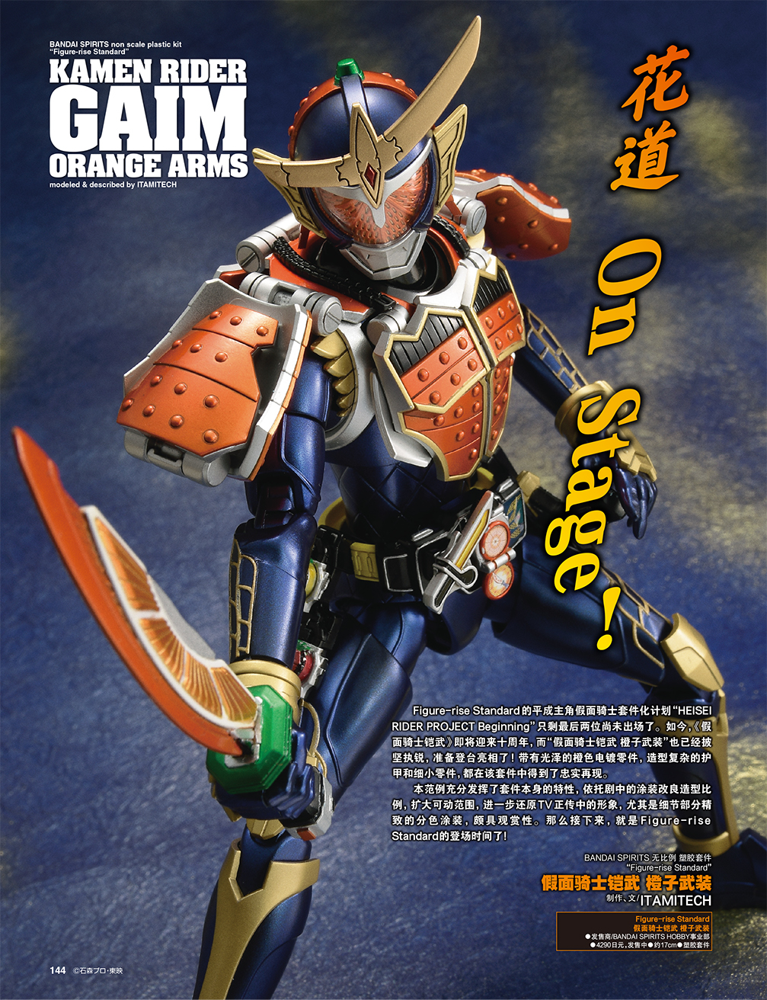 BANDAI SPIRITS non scale plastic kit
“Figure-rise Standard”
KAMEN RIDER
GAIM
ORANGE ARMS
modeled & described by ITAMITECH
花道 On Stage!
Figure-rise Standard的平成主角假面骑士套件化计划“HEISEI
RIDER PROJECT Beginning”只剩最后两位尚未出场了。如今,《假
面骑士铠武》即将迎来十周年, 而“假面骑士铠武 橙子武装”也已经披
坚执锐, 准备登台亮相了! 带有光泽的橙色电镀零件, 造型复杂的护
甲和细小零件, 都在该套件中得到了忠实再现。
本范例充分发挥了套件本身的特性, 依托剧中的涂装改良造型比
例, 扩大可动范围, 进一步还原TV正传中的形象, 尤其是细节部分精
致的分色涂装, 颇具观赏性。那么接下来, 就是Figure-rise
Standard的登场时间了!
BANDAI SPIRITS 无比例 塑胶套件
“Figure-rise Standard”
假面骑士铠武 橙子武装
制作、文/ITAMITECH
Figure-rise Standard
假面骑士铠武 橙子武装
●发售商/BANDAI SPIRITS HOBBY事业部
●4290日元, 发售中●约17cm●塑胶套件
144 ©石森プロ・東映